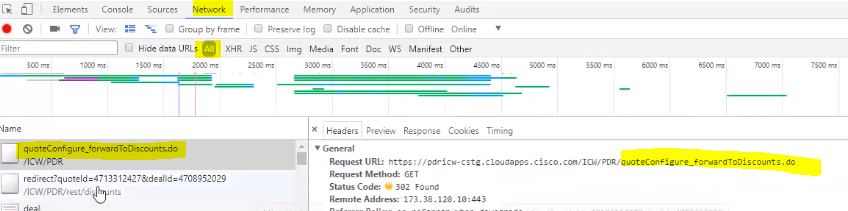 Elements Console Sources Network Performance Memory Application Security Audits
View: Group by frame Preserve log Disable cache Offline Online
Filter Hide data URLs All XHR JS CSS Img Media Font Doc WS Manifest Other
500 ms 1000 ms 1500 ms 2000 ms 2500 ms 3000 ms 3500 ms 4000 ms 4500 ms 5000 ms 5500 ms 6000 ms 6500 ms 7000 ms 7500 ms
Name
quoteConfigure_forwardToDiscounts.do
/ICW/PDR
redirect?quoteId=4713312427&dealId=4708952029
/ICW/PDR/rest/discounts
deal
× Headers Preview Response Cookies Timing
General
Request URL: https://pdricw-cstg.cloudapps.cisco.com/ICW/PDR/quoteConfigure_forwardToDiscounts.do
Request Method: GET
Status Code: 302 Found
Remote Address: 173.38.120.10:443